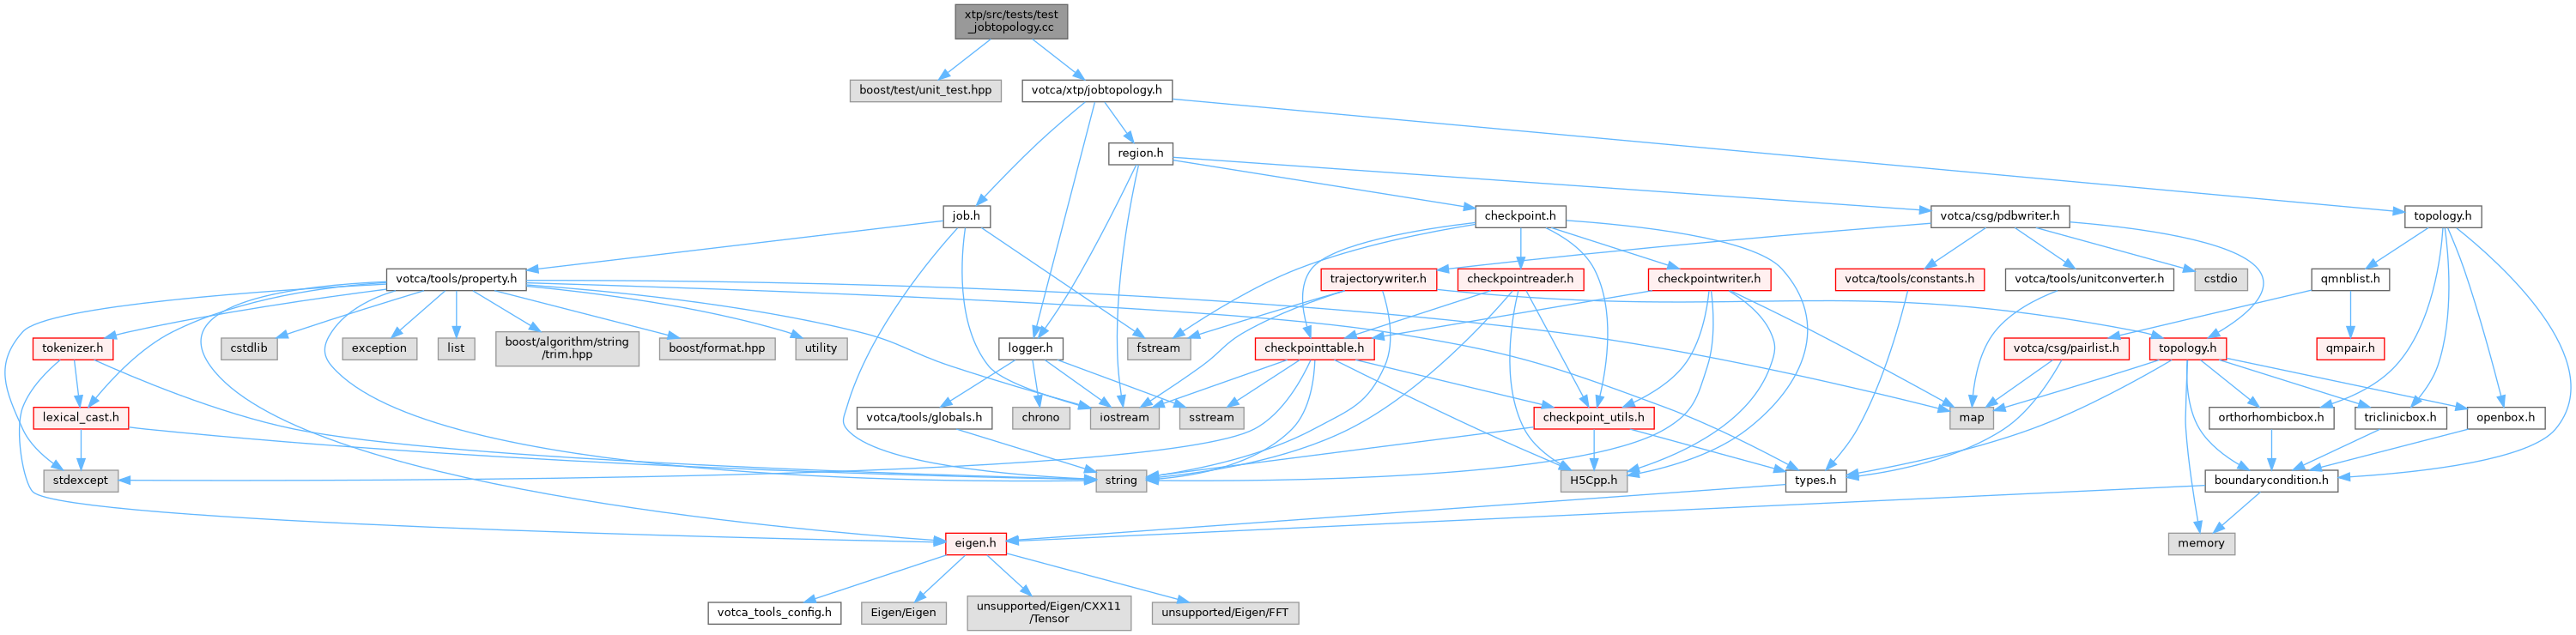 xtp/src/tests/test
_jobtopology.cc
boost/test/unit_test.hpp
votca/xtp/jobtopology.h
region.h
job.h
checkpoint.h
votca/csg/pdbwriter.h
topology.h
votca/tools/property.h
trajectorywriter.h
checkpointreader.h
checkpointwriter.h
votca/tools/constants.h
votca/tools/unitconverter.h
cstdio
qmnblist.h
tokenizer.h
cstdlib
exception
list
boost/algorithm/string
/trim.hpp
boost/format.hpp
utility
logger.h
fstream
checkpointtable.h
votca/csg/pairlist.h
topology.h
qmpair.h
lexical_cast.h
votca/tools/globals.h
chrono
iostream
sstream
checkpoint_utils.h
map
orthorhombicbox.h
triclinicbox.h
openbox.h
stdexcept
string
H5Cpp.h
types.h
boundarycondition.h
eigen.h
memory
votca_tools_config.h
Eigen/Eigen
unsupported/Eigen/CXX11
/Tensor
unsupported/Eigen/FFT